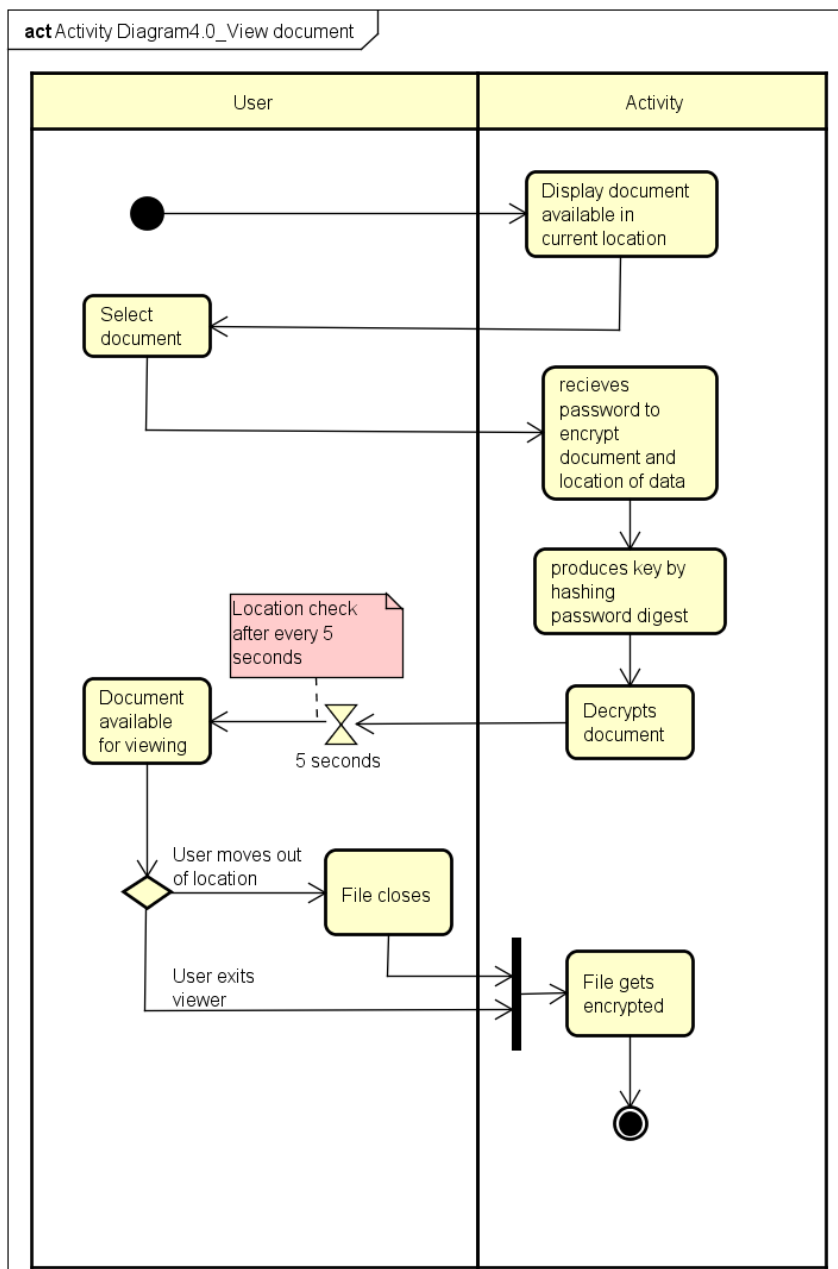 act Activity Diagram4.0_View document
User
Activity
Display document
available in
current location
Select
document
recieves
password to
encrypt
document and
location of data
produces key by
hashing
password digest
Location check
after every 5
seconds
Document
available
for viewing
5 seconds
Decrypts
document
User moves out
of location
File closes
User exits
viewer
File gets
encrypted